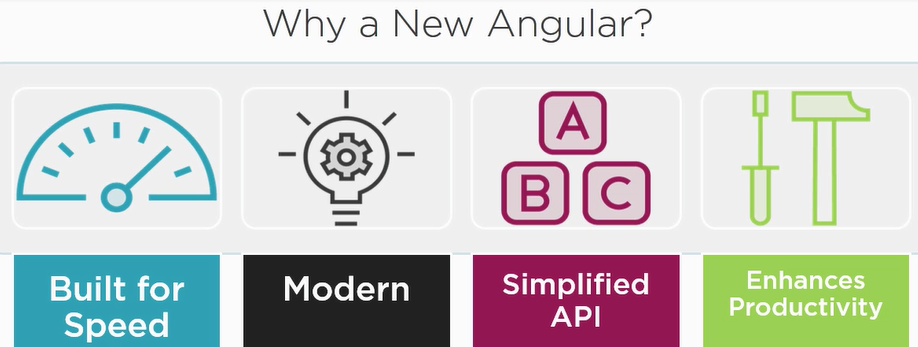 Why a New Angular?
A
B C
Built for
Speed
Modern
Simplified
API
Enhances
Productivity